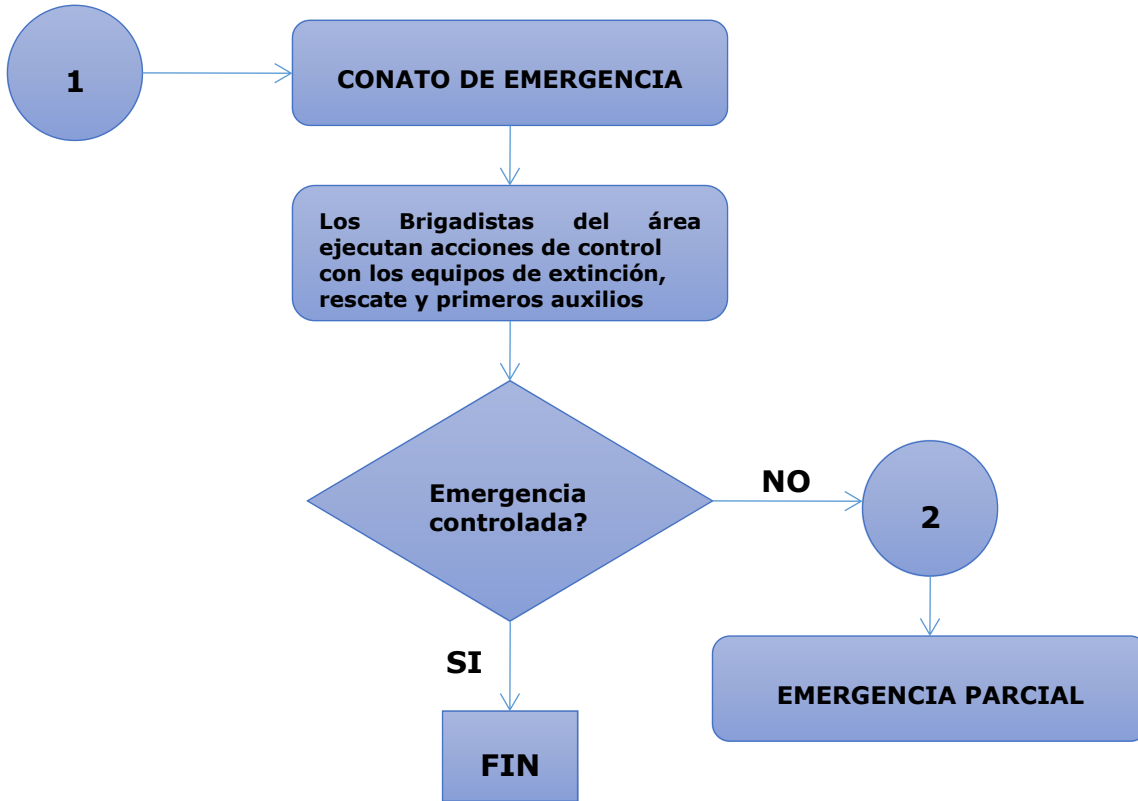 1
CONATO DE EMERGENCIA
Los Brigadistas del área
ejecutan acciones de control
con los equipos de extinción,
rescate y primeros auxilios
Emergencia
controlada?
NO
2
SI
EMERGENCIA PARCIAL
FIN